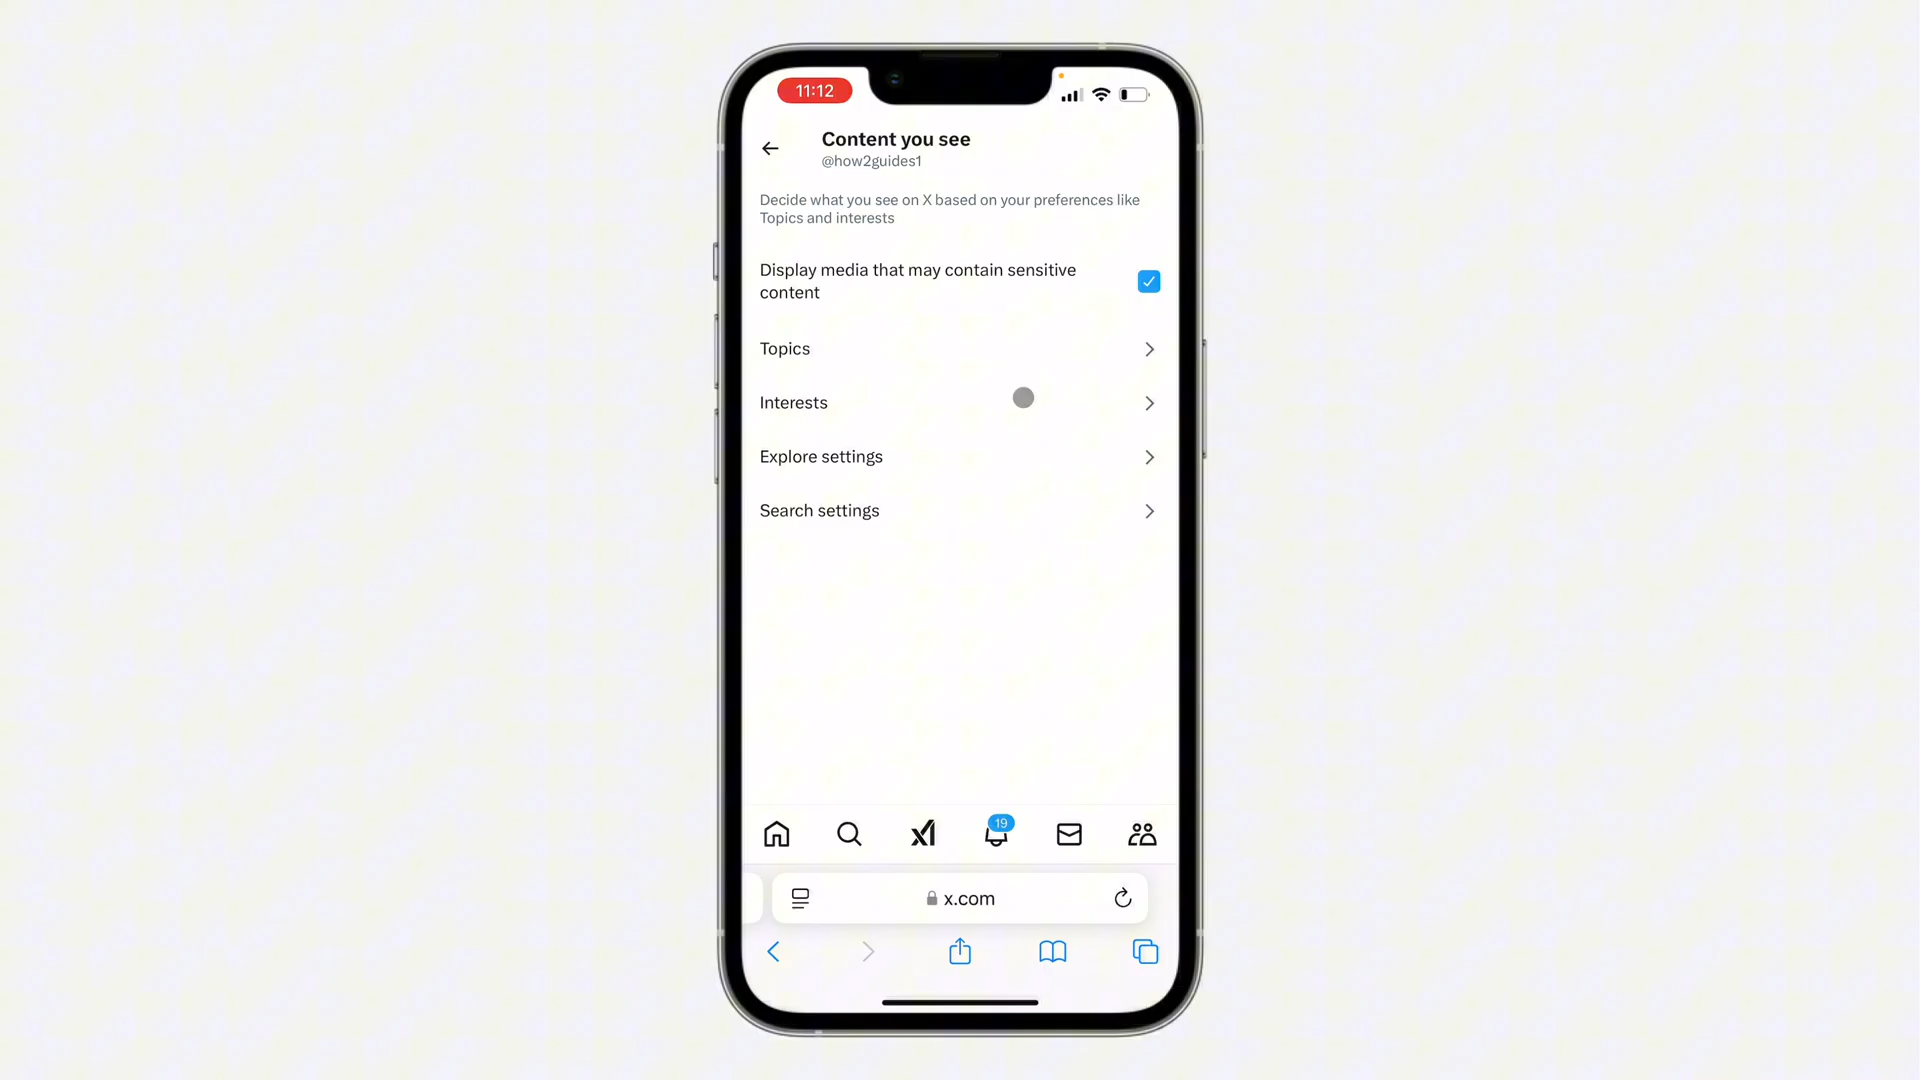 11:12
Content you see
@how2guides1
Decide what you see on X based on your preferences like
Topics and interests
Display media that may contain sensitive
content
Topics
Interests
Explore settings
Search settings
19
x.com